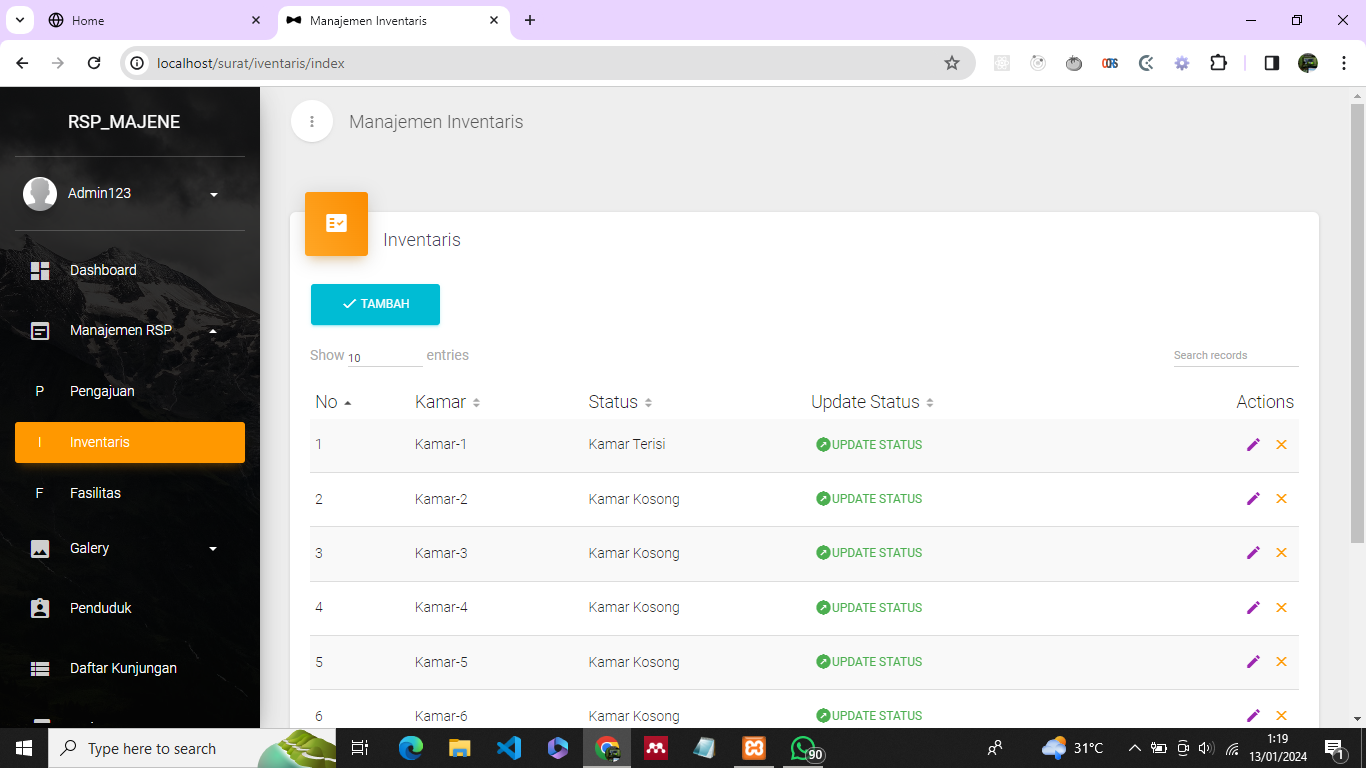 Home
Manajemen Inventaris
localhost/surat/iventaris/index
RSP_MAJENE
Admin123
Dashboard
Manajemen RSP
P Pengajuan
I Inventaris
F Fasilitas
Galery
Penduduk
Daftar Kunjungan
Manajemen Inventaris
Inventaris
TAMBAH
Show 10 entries
Search records
No Kamar Status Update Status Actions
1 Kamar-1 Kamar Terisi UPDATE STATUS
2 Kamar-2 Kamar Kosong UPDATE STATUS
3 Kamar-3 Kamar Kosong UPDATE STATUS
4 Kamar-4 Kamar Kosong UPDATE STATUS
5 Kamar-5 Kamar Kosong UPDATE STATUS
6 Kamar-6 Kamar Kosong UPDATE STATUS
Type here to search
90
31°C
1:19
13/01/2024
1